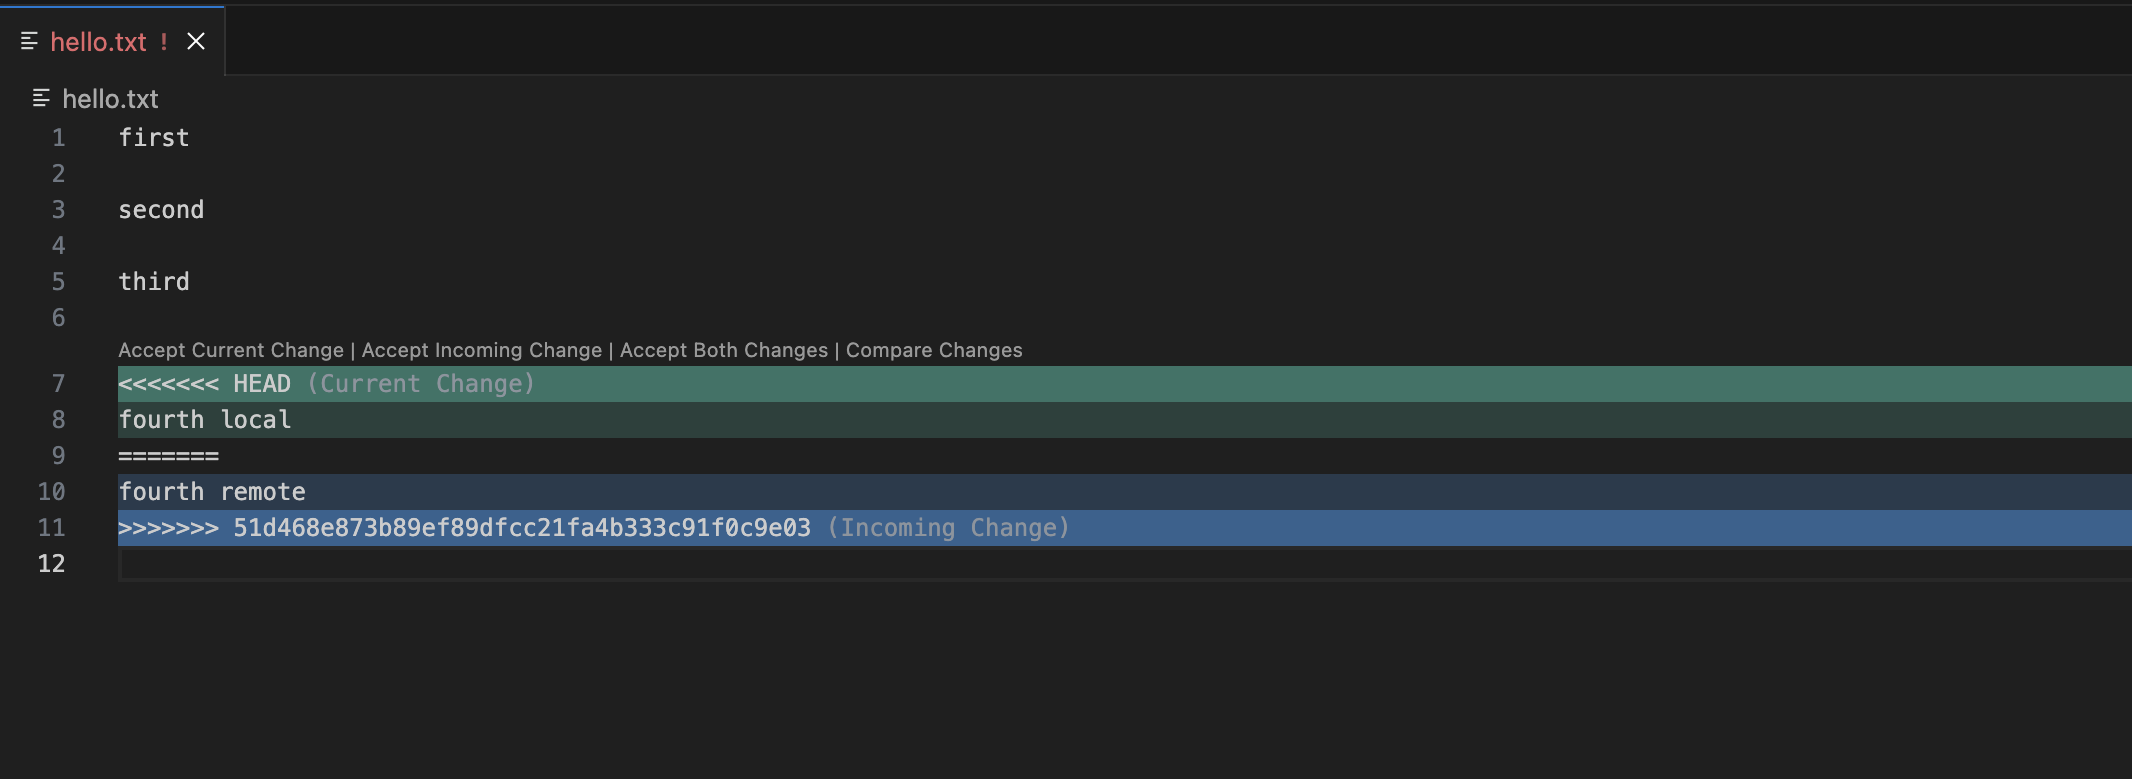 hello.txt !
hello.txt
1 first
2
3 second
4
5 third
6
Accept Current Change | Accept Incoming Change | Accept Both Changes | Compare Changes
7 <<<<<<< HEAD (Current Change)
8 fourth local
9 =======
10 fourth remote
11 >>>>>>> 51d468e873b89ef89dfcc21fa4b333c91f0c9e03 (Incoming Change)
12